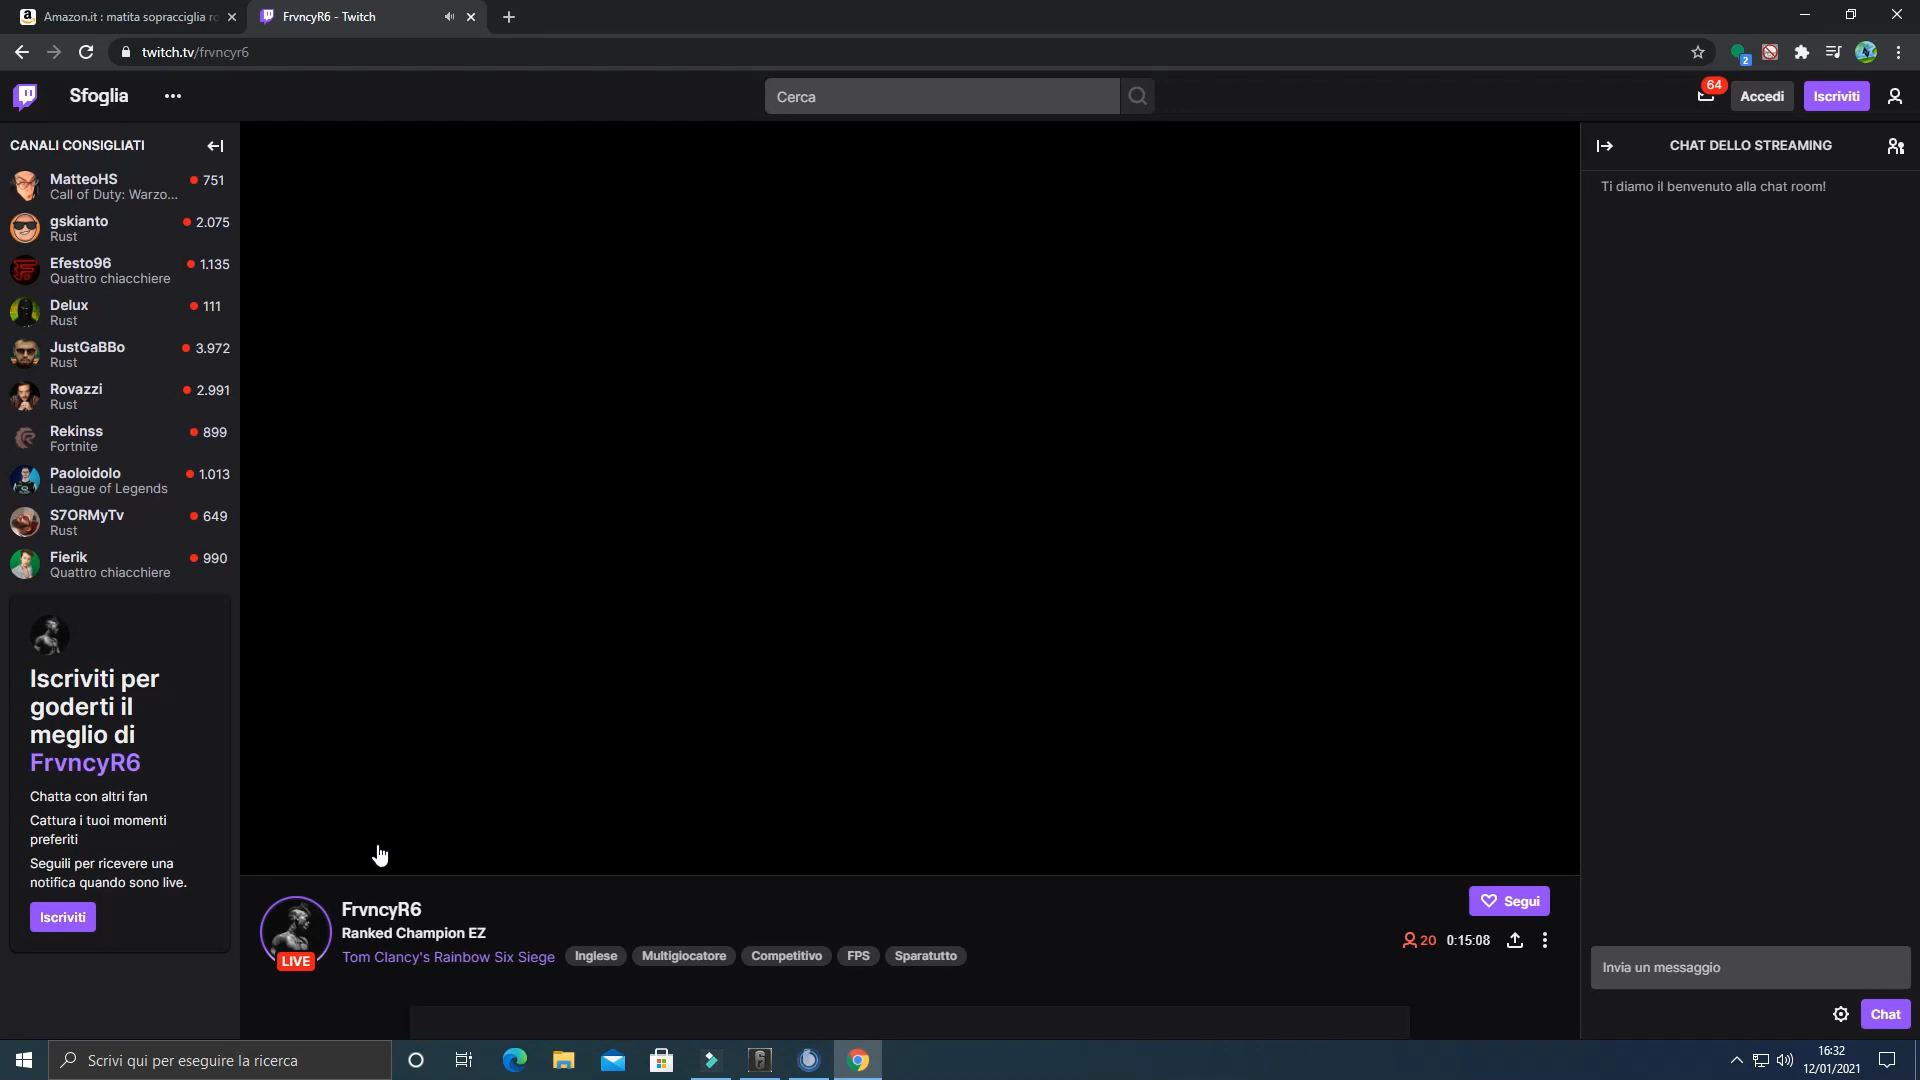 Amazon.it : matita sopracciglia ro
FrvncyR6 - Twitch
twitch.tv/frvncyr6
2
Sfoglia
Cerca
64
Accedi
Iscriviti
CANALI CONSIGLIATI
MatteoHS
751
Call of Duty: Warzo...
gskianto
2.075
Rust
Efesto96
1.135
Quattro chiacchiere
Delux
111
Rust
JustGaBBo
3.972
Rust
Rovazzi
2.991
Rust
Rekinss
899
Fortnite
Paoloidolo
1.013
League of Legends
S7ORMyTv
649
Rust
Fierik
990
Quattro chiacchiere
Iscriviti per
goderti il
meglio di
FrvncyR6
Chatta con altri fan
Cattura i tuoi momenti
preferiti
Seguili per ricevere una
notifica quando sono live.
Iscriviti
FrvncyR6
Ranked Champion EZ
Tom Clancy's Rainbow Six Siege
Inglese
Multigiocatore
Competitivo
FPS
Sparatutto
LIVE
Segui
20
0:15:08
CHAT DELLO STREAMING
Ti diamo il benvenuto alla chat room!
Invia un messaggio
Chat
Scrivi qui per eseguire la ricerca
16:32
12/01/2021